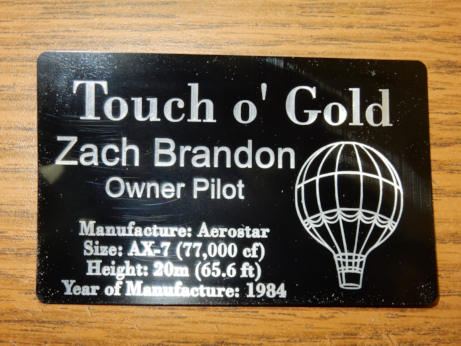 Touch o' Gold
Zach Brandon
Owner Pilot
Manufacture: Aerostar
Size: AX-7 (77,000 cf)
Height: 20m (65.6 ft)
Year of Manufacture: 1984